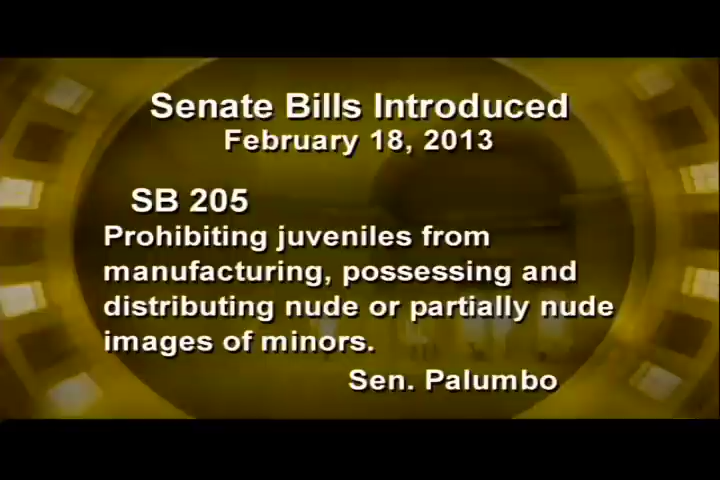 Senate Bills Introduced
February 18, 2013
SB 205
Prohibiting juveniles from
manufacturing, possessing and
distributing nude or partially nude
images of minors.
Sen. Palumbo